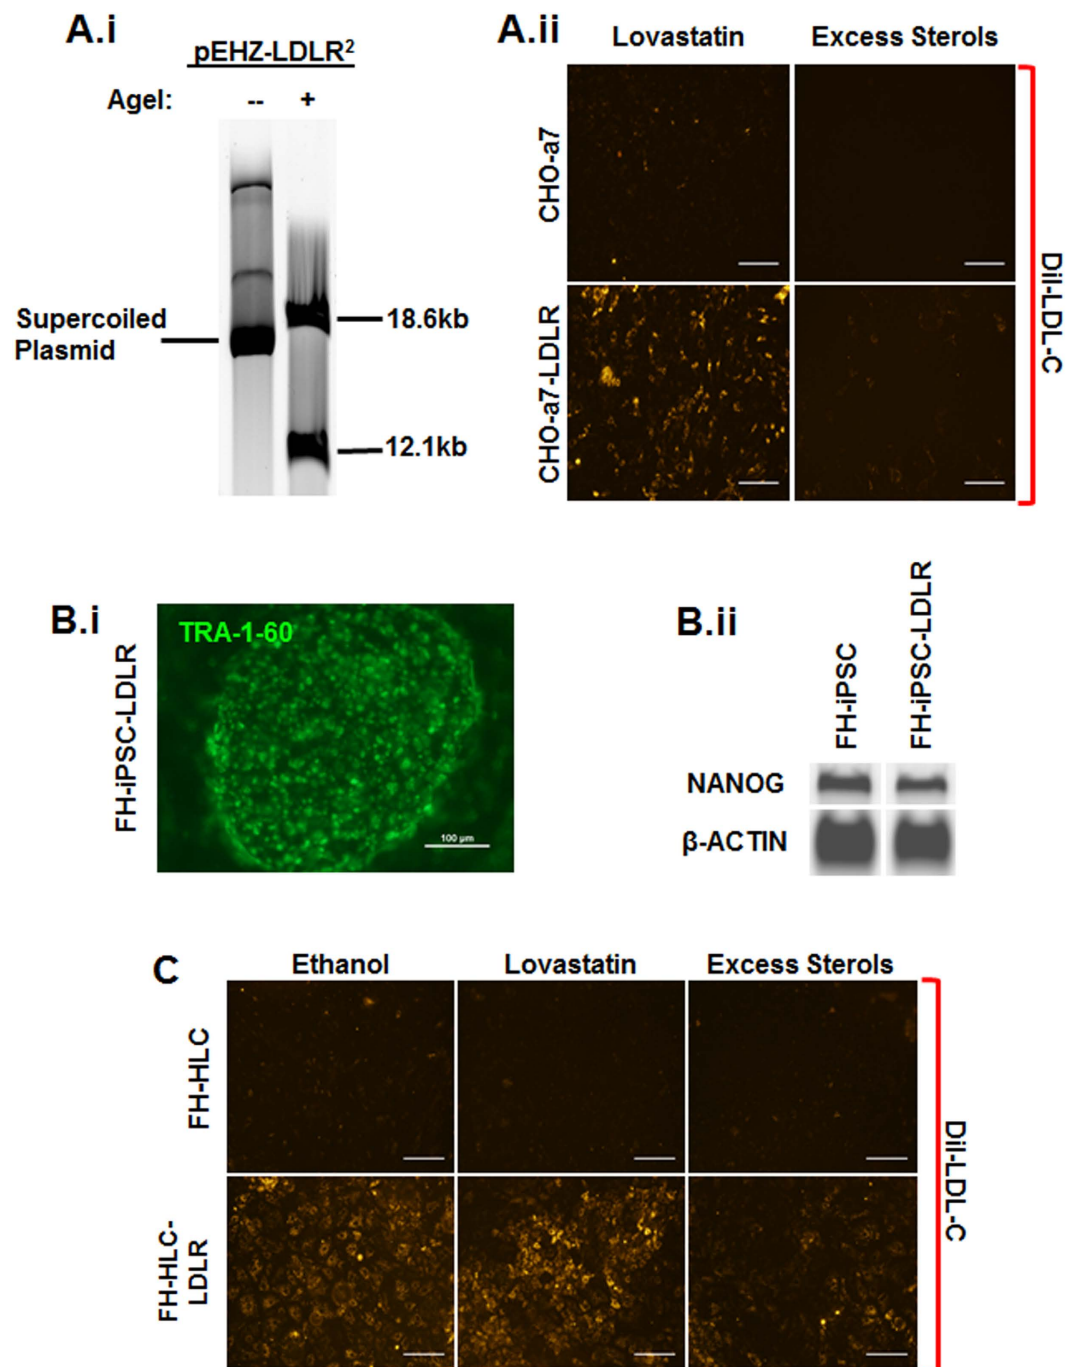 A.i
pEHZ-LDLR²
AgeI: -- +
Supercoiled
Plasmid
18.6kb
12.1kb
A.ii
Lovastatin Excess Sterols
CHO-a7
CHO-a7-LDLR
DiI-LDL-C
B.i
FH-iPSC-LDLR
TRA-1-60
100 µm
B.ii
FH-iPSC
FH-iPSC-LDLR
NANOG
β-ACTIN
C
Ethanol Lovastatin Excess Sterols
FH-HLC
FH-HLC-
LDLR
DiI-LDL-C